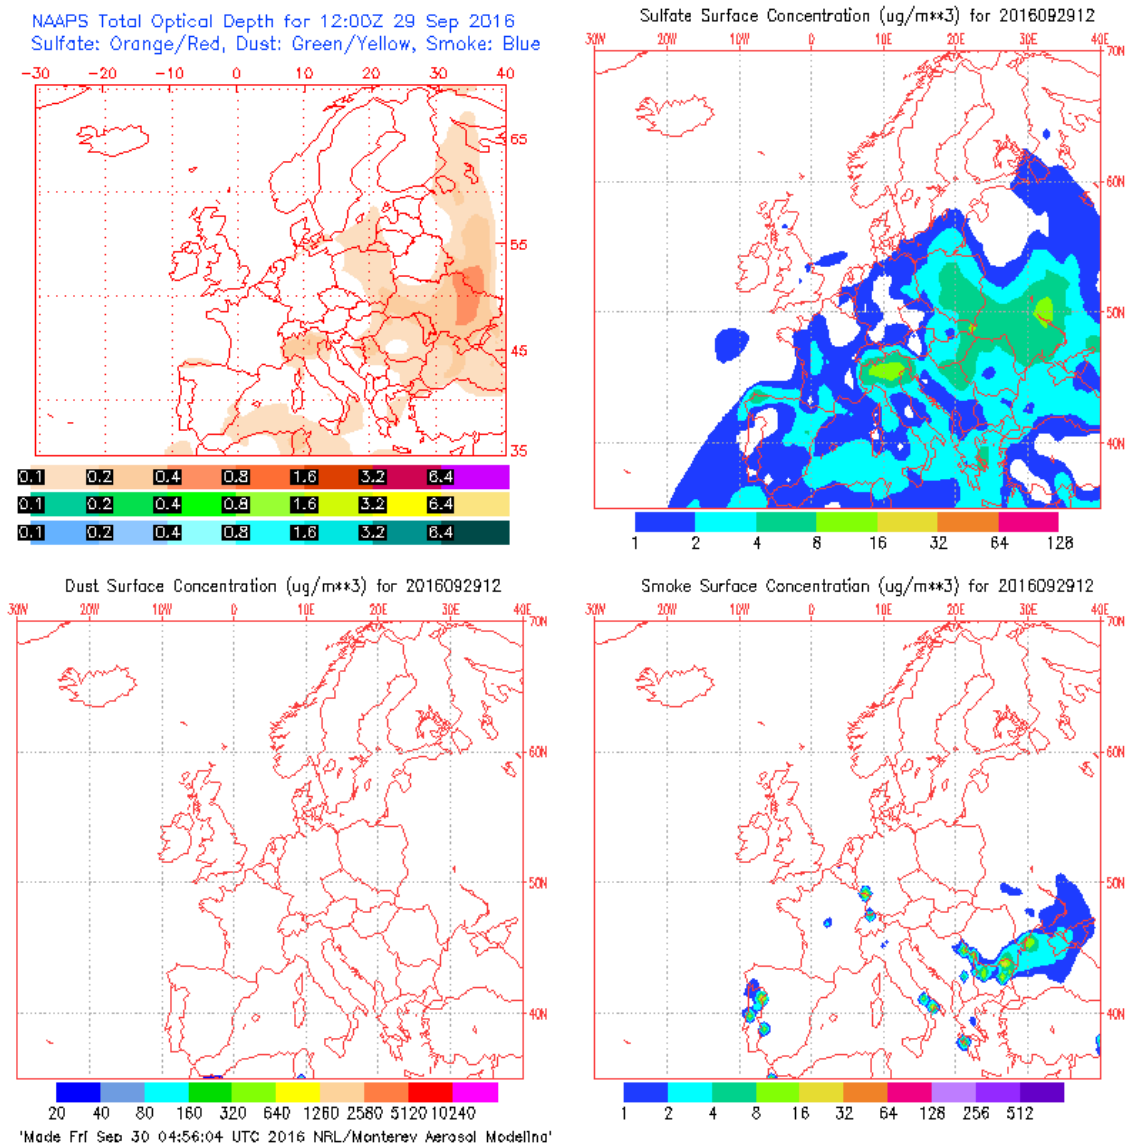 NAAPS Total Optical Depth for 12:00Z 29 Sep 2016
Sulfate: Orange/Red, Dust: Green/Yellow, Smoke: Blue
-30 -20 -10 0 10 20 30 40
65
55
45
35
0.1 0.2 0.4 0.8 1.6 3.2 6.4
0.1 0.2 0.4 0.8 1.6 3.2 6.4
0.1 0.2 0.4 0.8 1.6 3.2 6.4
Sulfate Surface Concentration (ug/m**3) for 2016092912
30W 20W 10W 0 10E 20E 30E 40E
70N
60N
50N
40N
1 2 4 8 16 32 64 128
Dust Surface Concentration (ug/m**3) for 2016092912
30W 20W 10W 0 10E 20E 30E 40E
70N
60N
50N
40N
20 40 80 160 320 640 1280 2580 5120 10240
Smoke Surface Concentration (ug/m**3) for 2016092912
30W 20W 10W 0 10E 20E 30E 40E
70N
60N
50N
40N
1 2 4 8 16 32 64 128 256 512
'Made Fri Sep 30 04:56:04 UTC 2016 NRL/Monterey Aerosol Modeling'